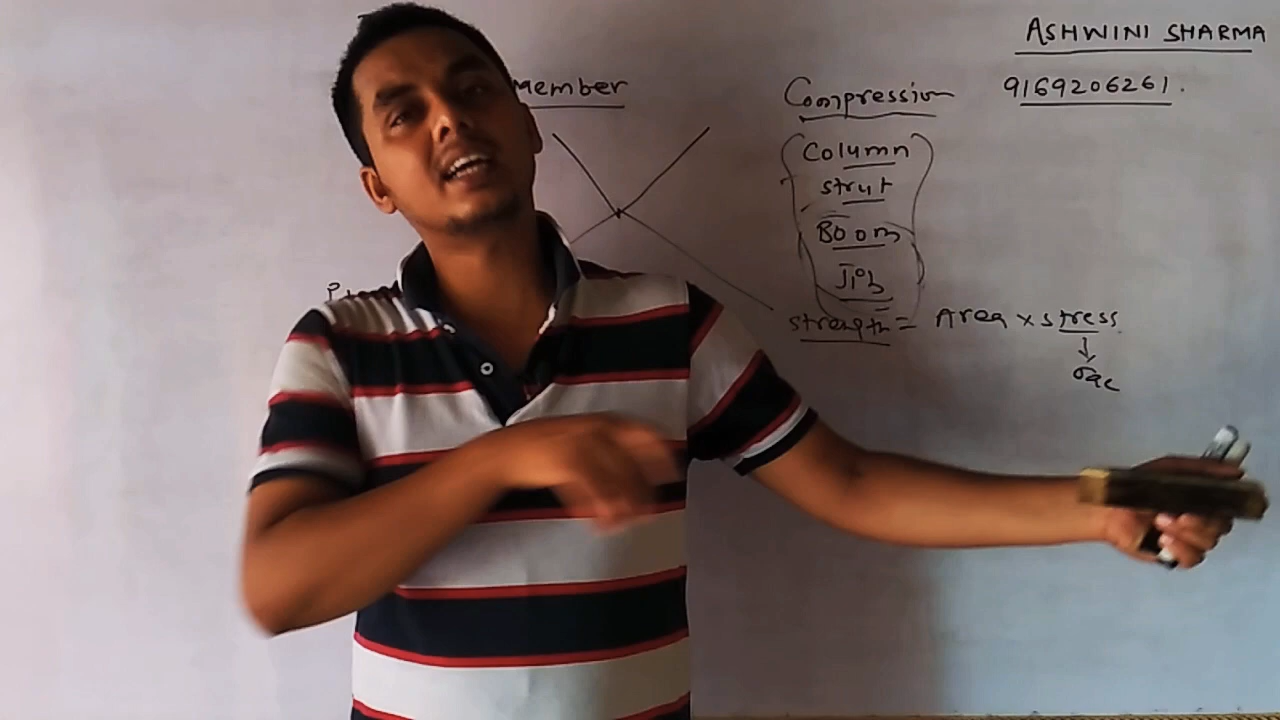 ASHWINI SHARMA
9169206261.
member
Compression
Column
strut
Boom
Jib
strength = Area x stress
↓
σac